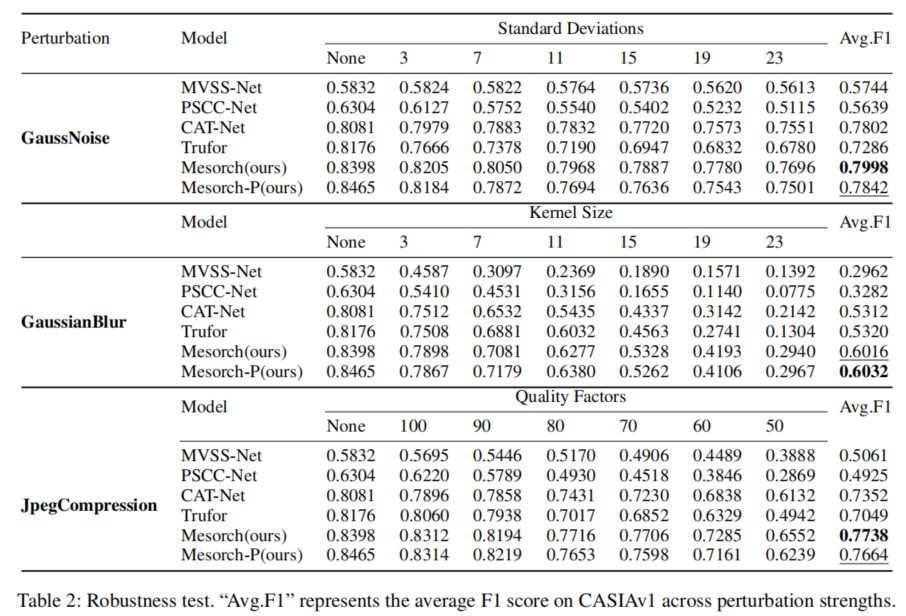 Perturbation Model Standard Deviations Avg.F1
None 3 7 11 15 19 23
MVSS-Net 0.5832 0.5824 0.5822 0.5764 0.5736 0.5620 0.5613 0.5744
PSCC-Net 0.6304 0.6127 0.5752 0.5540 0.5402 0.5232 0.5115 0.5639
GaussNoise CAT-Net 0.8081 0.7979 0.7883 0.7832 0.7720 0.7573 0.7551 0.7802
Trufor 0.8176 0.7666 0.7378 0.7190 0.6947 0.6832 0.6780 0.7286
Mesorch(ours) 0.8398 0.8205 0.8050 0.7968 0.7887 0.7780 0.7696 0.7998
Mesorch-P(ours) 0.8465 0.8184 0.7872 0.7694 0.7636 0.7543 0.7501 0.7842
Model Kernel Size Avg.F1
None 3 7 11 15 19 23
MVSS-Net 0.5832 0.4587 0.3097 0.2369 0.1890 0.1571 0.1392 0.2962
PSCC-Net 0.6304 0.5410 0.4531 0.3156 0.1655 0.1140 0.0775 0.3282
GaussianBlur CAT-Net 0.8081 0.7512 0.6532 0.5435 0.4337 0.3142 0.2142 0.5312
Trufor 0.8176 0.7508 0.6881 0.6032 0.4563 0.2741 0.1304 0.5320
Mesorch(ours) 0.8398 0.7898 0.7081 0.6277 0.5328 0.4193 0.2940 0.6016
Mesorch-P(ours) 0.8465 0.7867 0.7179 0.6380 0.5262 0.4106 0.2967 0.6032
Model Quality Factors Avg.F1
None 100 90 80 70 60 50
MVSS-Net 0.5832 0.5695 0.5446 0.5170 0.4906 0.4489 0.3888 0.5061
PSCC-Net 0.6304 0.6220 0.5789 0.4930 0.4518 0.3846 0.2869 0.4925
JpegCompression CAT-Net 0.8081 0.7896 0.7858 0.7431 0.7230 0.6838 0.6132 0.7352
Trufor 0.8176 0.8060 0.7938 0.7017 0.6852 0.6329 0.4942 0.7049
Mesorch(ours) 0.8398 0.8312 0.8194 0.7716 0.7706 0.7285 0.6552 0.7738
Mesorch-P(ours) 0.8465 0.8314 0.8219 0.7653 0.7598 0.7161 0.6239 0.7664
Table 2: Robustness test. “Avg.F1” represents the average F1 score on CASIAv1 across perturbation strengths.